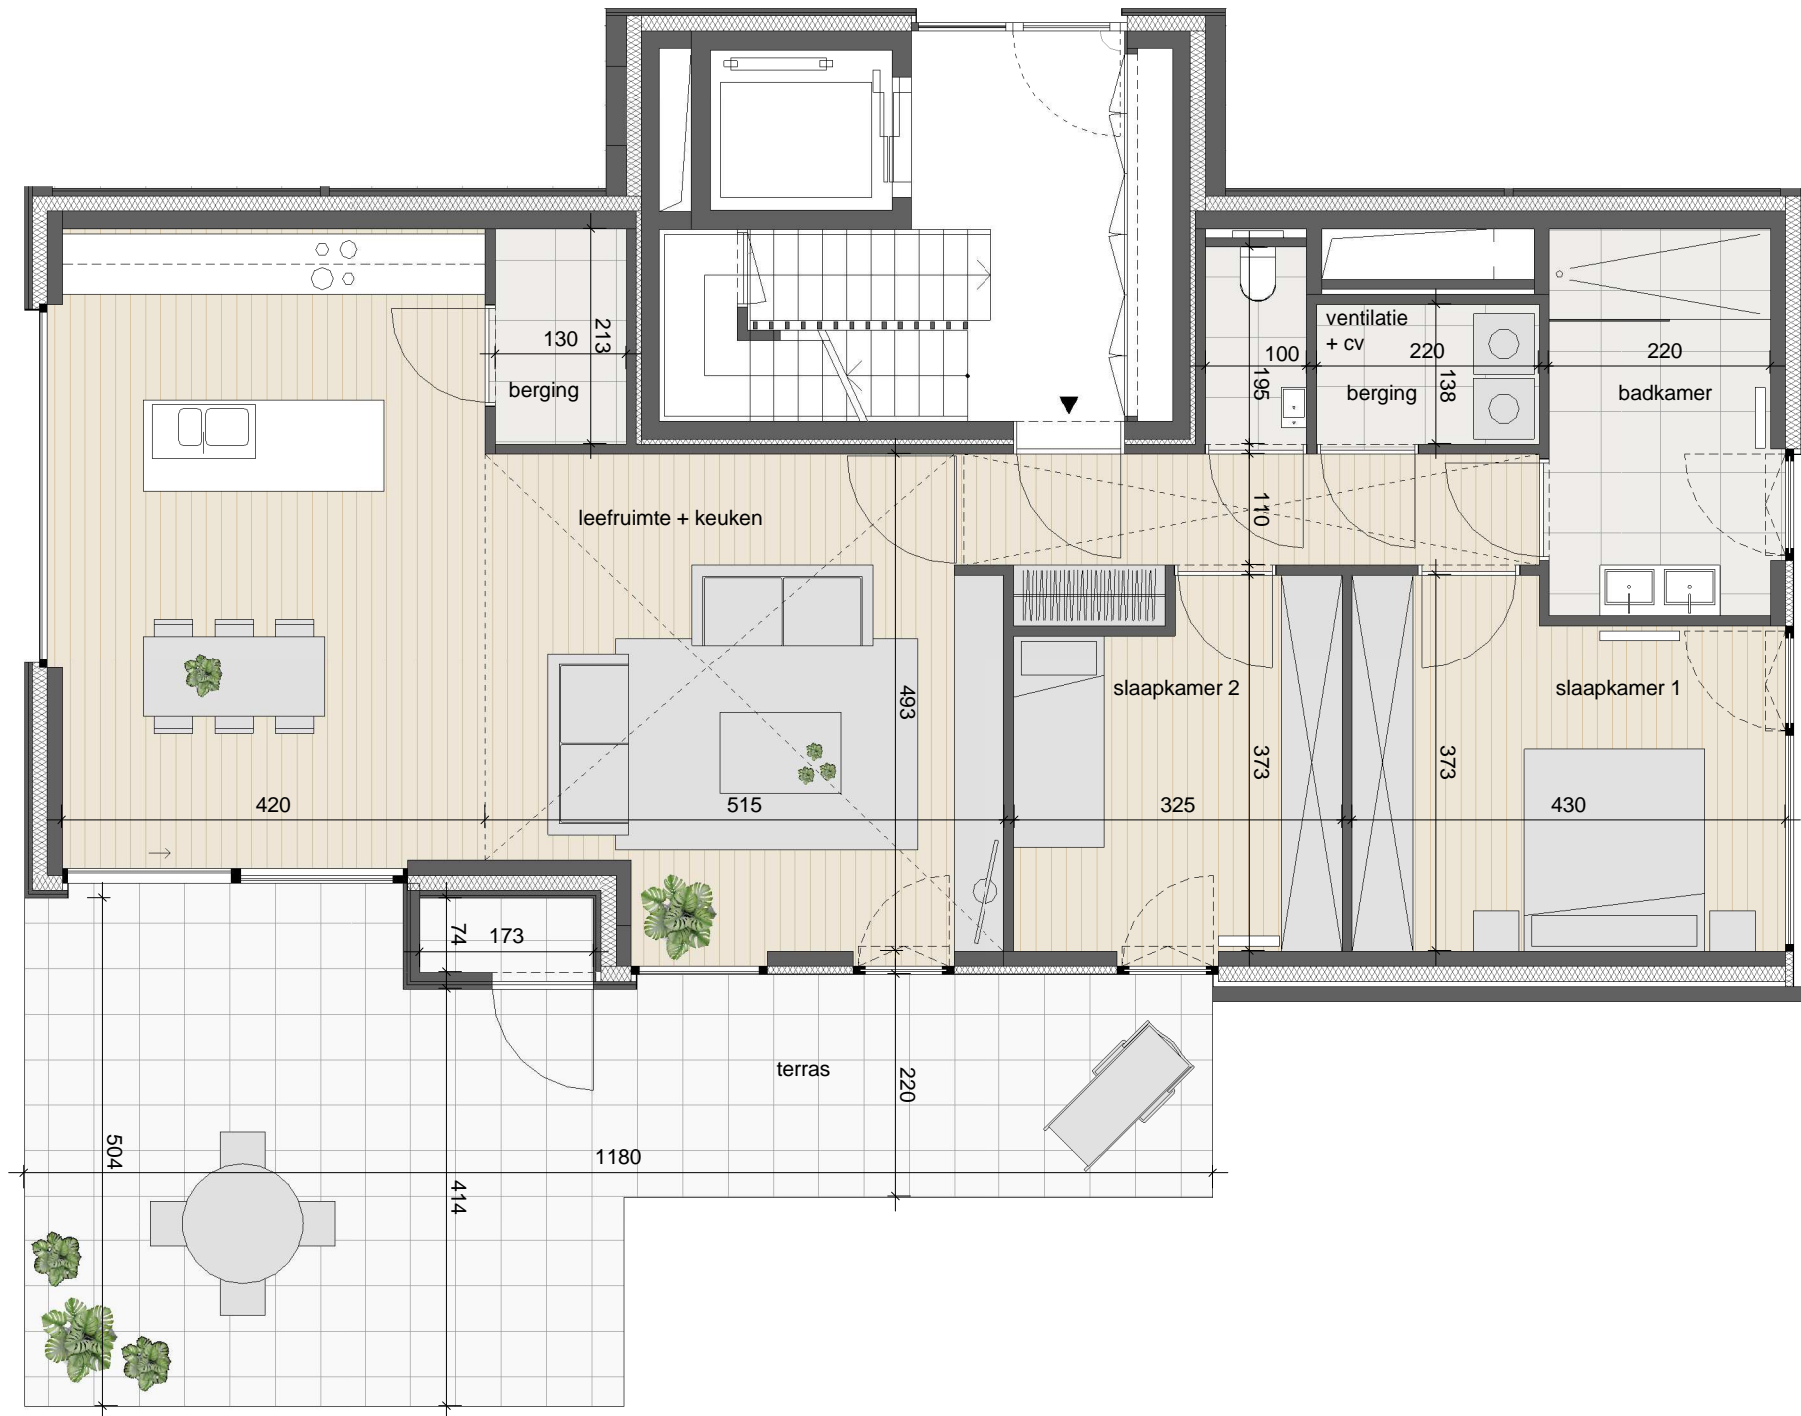 213
130
berging
ventilatie
+ cv
100
220
220
195
138
berging
badkamer
leefruimte + keuken
110
slaapkamer 2
slaapkamer 1
493
373
373
420
515
325
430
74
173
terras
220
504
1180
414